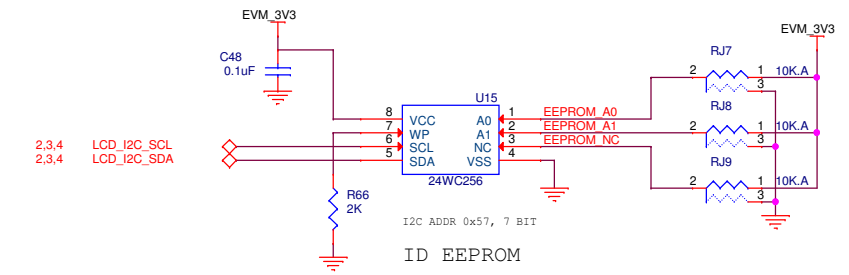 EVM_3V3
EVM_3V3
C48
0.1uF
RJ7
2 1 10K.A
3
U15
8 VCC A0 1 EEPROM_A0
7 WP A1 2 EEPROM_A1
6 SCL NC 3 EEPROM_NC
5 SDA VSS 4
24WC256
RJ8
2 1 10K.A
3
2,3,4 LCD_I2C_SCL
2,3,4 LCD_I2C_SDA
RJ9
2 1 10K.A
3
R66
2K
I2C ADDR 0x57, 7 BIT
ID EEPROM